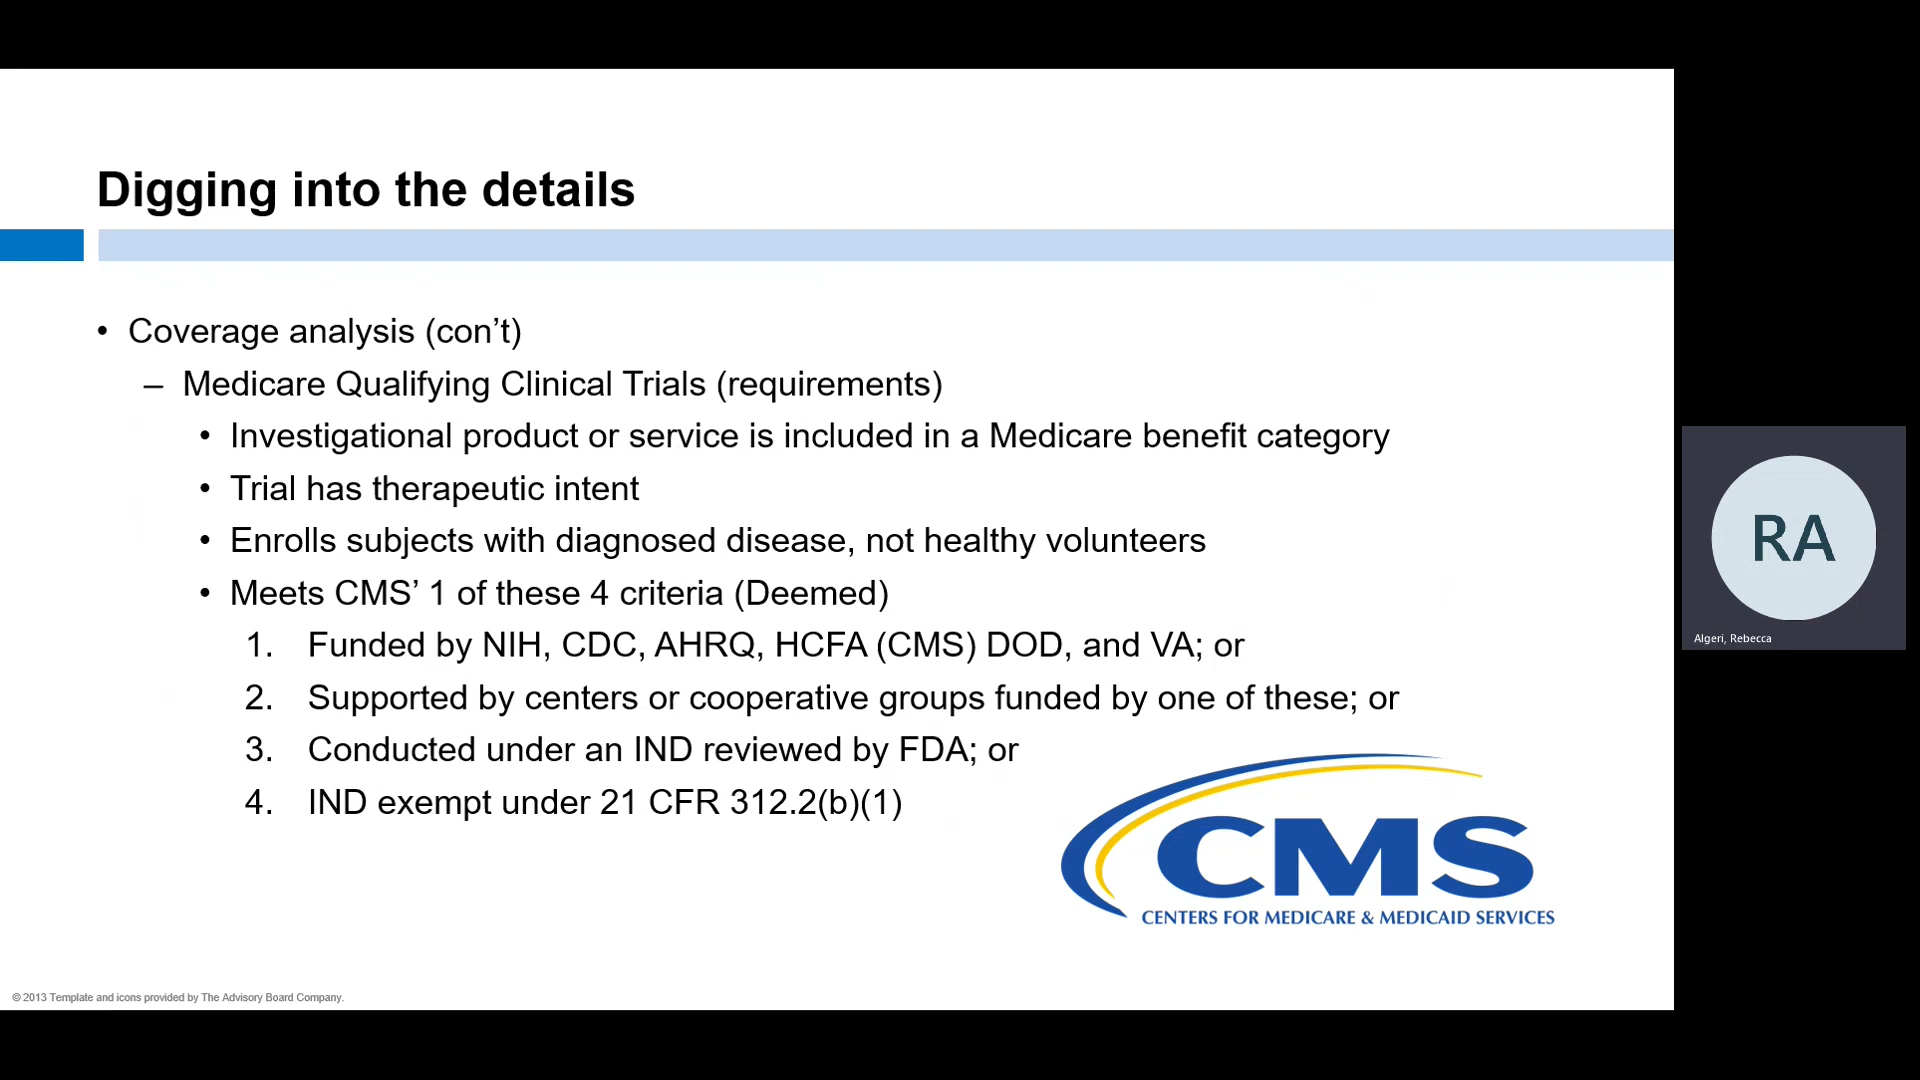 Digging into the details
• Coverage analysis (con’t)
– Medicare Qualifying Clinical Trials (requirements)
• Investigational product or service is included in a Medicare benefit category
• Trial has therapeutic intent
• Enrolls subjects with diagnosed disease, not healthy volunteers
• Meets CMS’ 1 of these 4 criteria (Deemed)
1. Funded by NIH, CDC, AHRQ, HCFA (CMS) DOD, and VA; or
2. Supported by centers or cooperative groups funded by one of these; or
3. Conducted under an IND reviewed by FDA; or
4. IND exempt under 21 CFR 312.2(b)(1)
CMS
CENTERS FOR MEDICARE & MEDICAID SERVICES
© 2013 Template and icons provided by The Advisory Board Company.
RA
Algeri, Rebecca